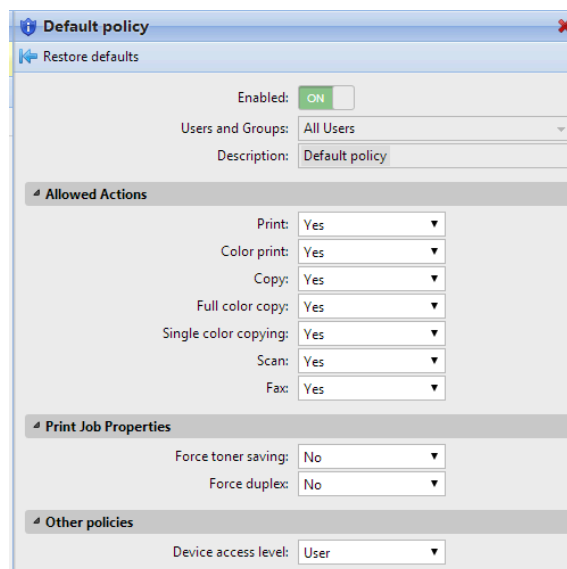 Default policy
Restore defaults
Enabled: ON
Users and Groups: All Users
Description: Default policy
Allowed Actions
Print: Yes
Color print: Yes
Copy: Yes
Full color copy: Yes
Single color copying: Yes
Scan: Yes
Fax: Yes
Print Job Properties
Force toner saving: No
Force duplex: No
Other policies
Device access level: User